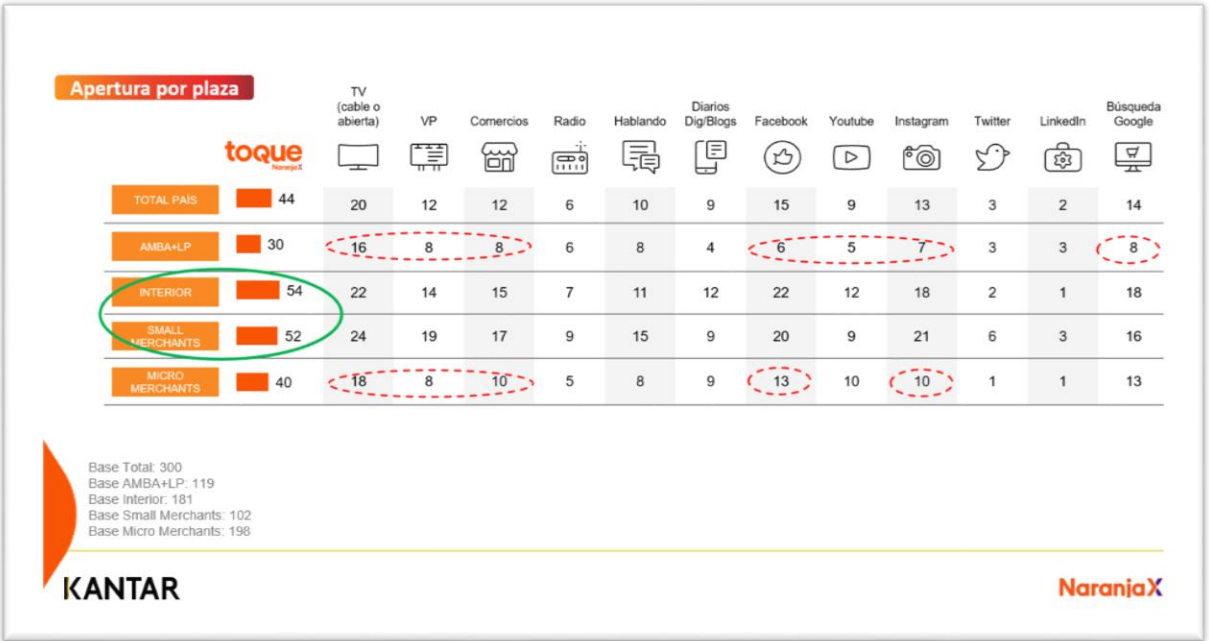 Apertura por plaza
TV
(cable o
abierta)
VP
Comercios
Radio
Hablando
Diarios
Dig/Blogs
Facebook
Youtube
Instagram
Twitter
LinkedIn
Búsqueda
Google
toque
NaranjaX
TOTAL PAÍS 44 20 12 12 6 10 9 15 9 13 3 2 14
AMBA+LP 30 16 8 8 6 8 4 6 5 7 3 3 8
INTERIOR 54 22 14 15 7 11 12 22 12 18 2 1 18
SMALL
MERCHANTS 52 24 19 17 9 15 9 20 9 21 6 3 16
MICRO
MERCHANTS 40 18 8 10 5 8 9 13 10 10 1 1 13
Base Total: 300
Base AMBA+LP: 119
Base Interior: 181
Base Small Merchants: 102
Base Micro Merchants: 198
KANTAR
NaranjaX